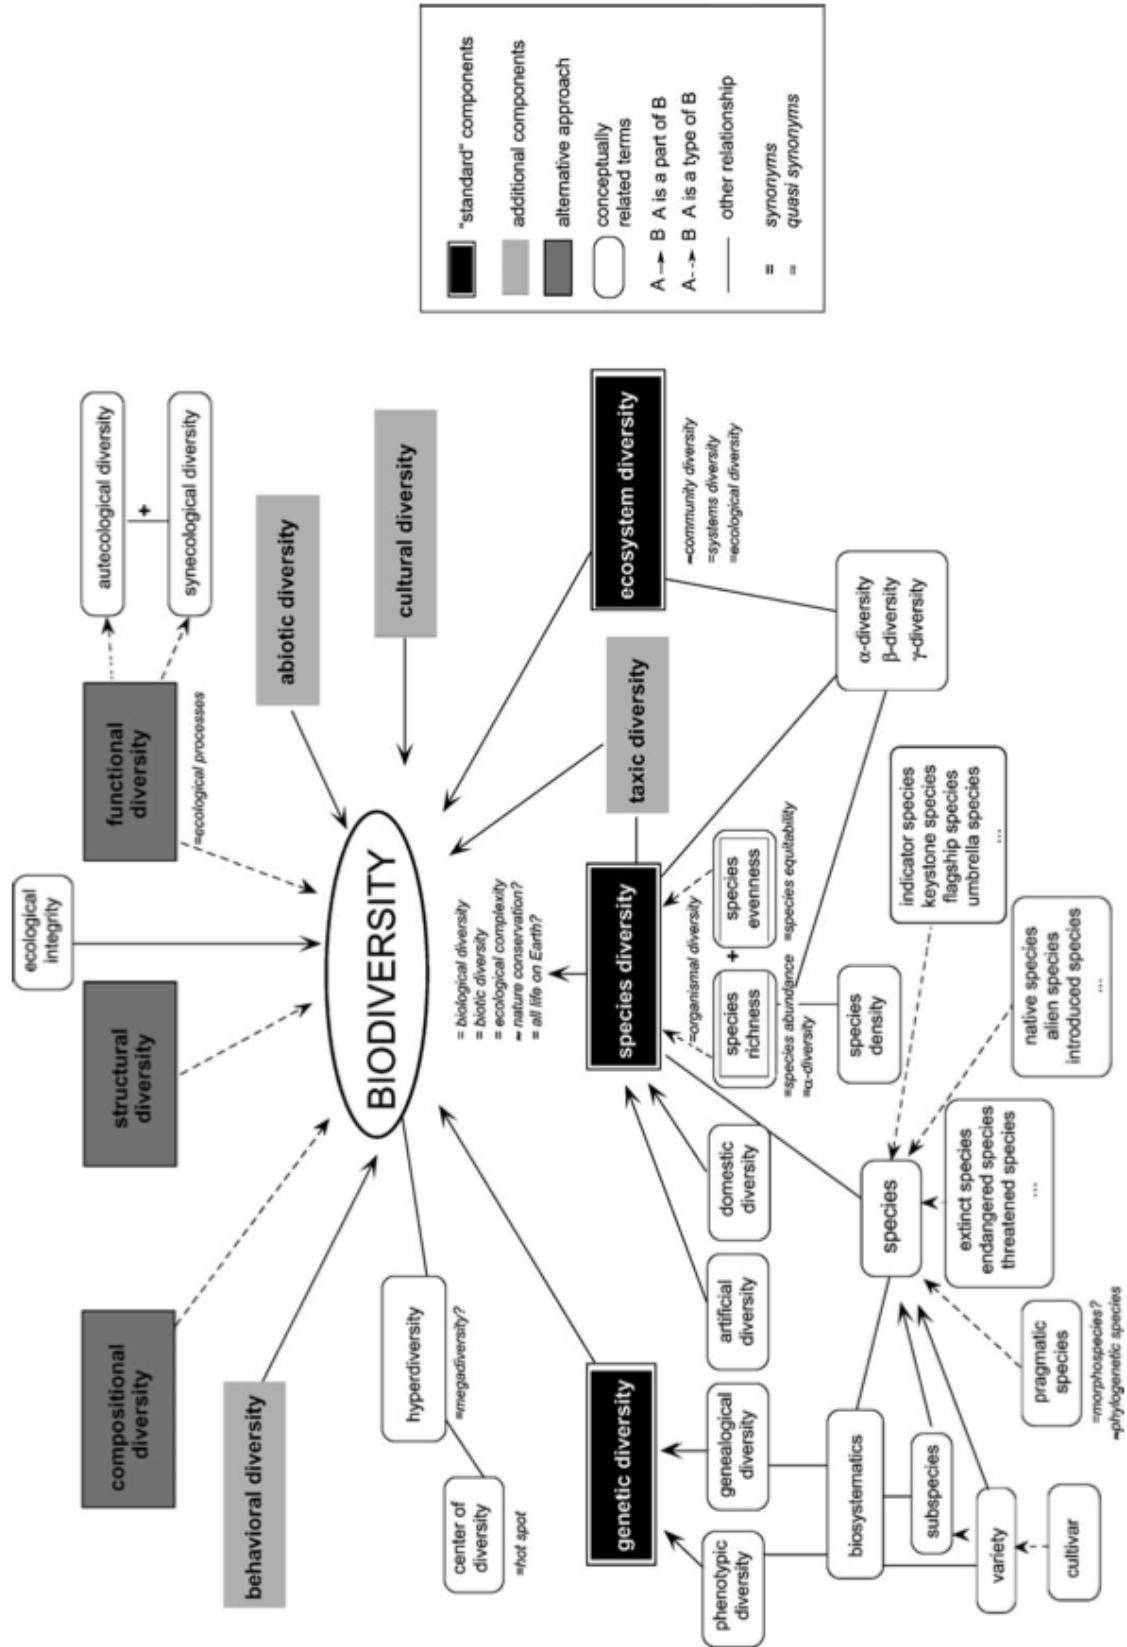 compositional
diversity
structural
diversity
ecological
integrity
functional
diversity
=ecological processes
autecological diversity
+
synecological diversity
behavioral diversity
abiotic diversity
cultural diversity
BIODIVERSITY
= biological diversity
= biotic diversity
= ecological complexity
≈ nature conservation?
= all life on Earth?
hyperdiversity
=megadiversity?
center of
diversity
=hot spot
genetic diversity
species diversity
=organismal diversity
taxic diversity
ecosystem diversity
≈community diversity
=systems diversity
=ecological diversity
phenotypic
diversity
genealogical
diversity
artificial
diversity
domestic
diversity
species
richness
+
species
evenness
=species abundance
=α-diversity
=species equitability
species
density
α-diversity
β-diversity
γ-diversity
biosystematics
species
indicator species
keystone species
flagship species
umbrella species
...
subspecies
variety
cultivar
pragmatic
species
=morphospecies?
≈phylogenetic species
extinct species
endangered species
threatened species
...
native species
alien species
introduced species
...
"standard" components
additional components
alternative approach
conceptually
related terms
A → B A is a part of B
A --> B A is a type of B
other relationship
= synonyms
≈ quasi synonyms